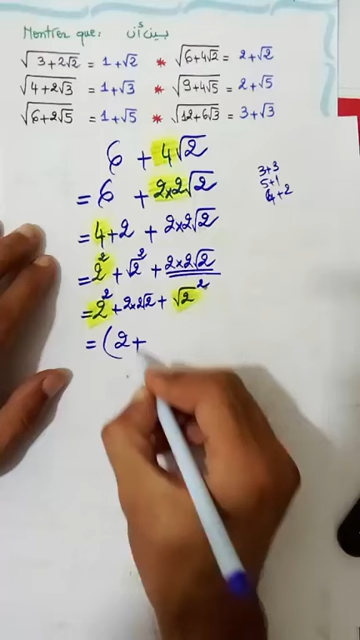 Montrer que: بين أن
√3+2√2 = 1+√2 * √6+4√2 = 2+√2
√4+2√3 = 1+√3 * √9+4√5 = 2+√5
√6+2√5 = 1+√5 * √12+6√3 = 3+√3
6 + 4√2
= 6 + 2×2√2
= 4+2 + 2×2√2
= 2² + √2² + 2×2√2
= 2² + 2×2√2 + √2²
= (2+
3+3
5+1
4+2